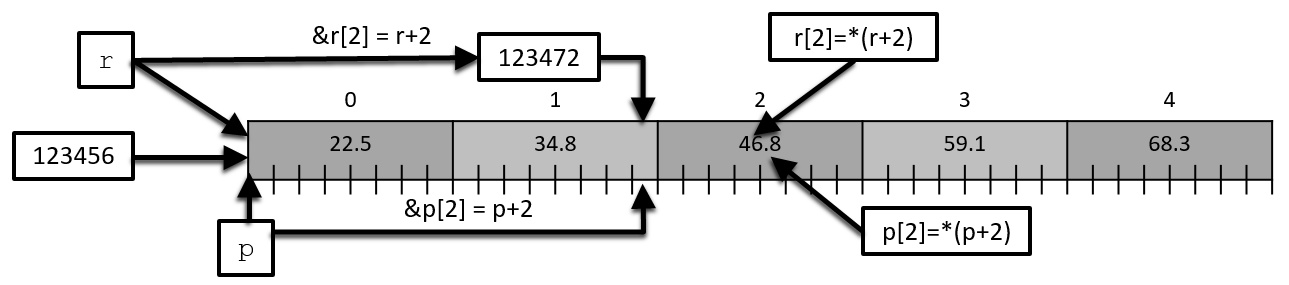 &r[2] = r+2
r[2]=*(r+2)
r
123472
0 1 2 3 4
123456
22.5 34.8 46.8 59.1 68.3
&p[2] = p+2
p
p[2]=*(p+2)